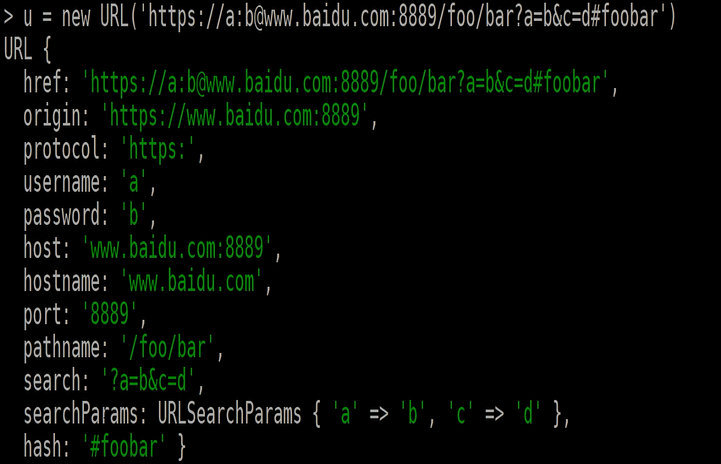 > u = new URL('https://a:b@www.baidu.com:8889/foo/bar?a=b&c=d#foobar')
URL {
  href: 'https://a:b@www.baidu.com:8889/foo/bar?a=b&c=d#foobar',
  origin: 'https://www.baidu.com:8889',
  protocol: 'https:',
  username: 'a',
  password: 'b',
  host: 'www.baidu.com:8889',
  hostname: 'www.baidu.com',
  port: '8889',
  pathname: '/foo/bar',
  search: '?a=b&c=d',
  searchParams: URLSearchParams { 'a' => 'b', 'c' => 'd' },
  hash: '#foobar' }